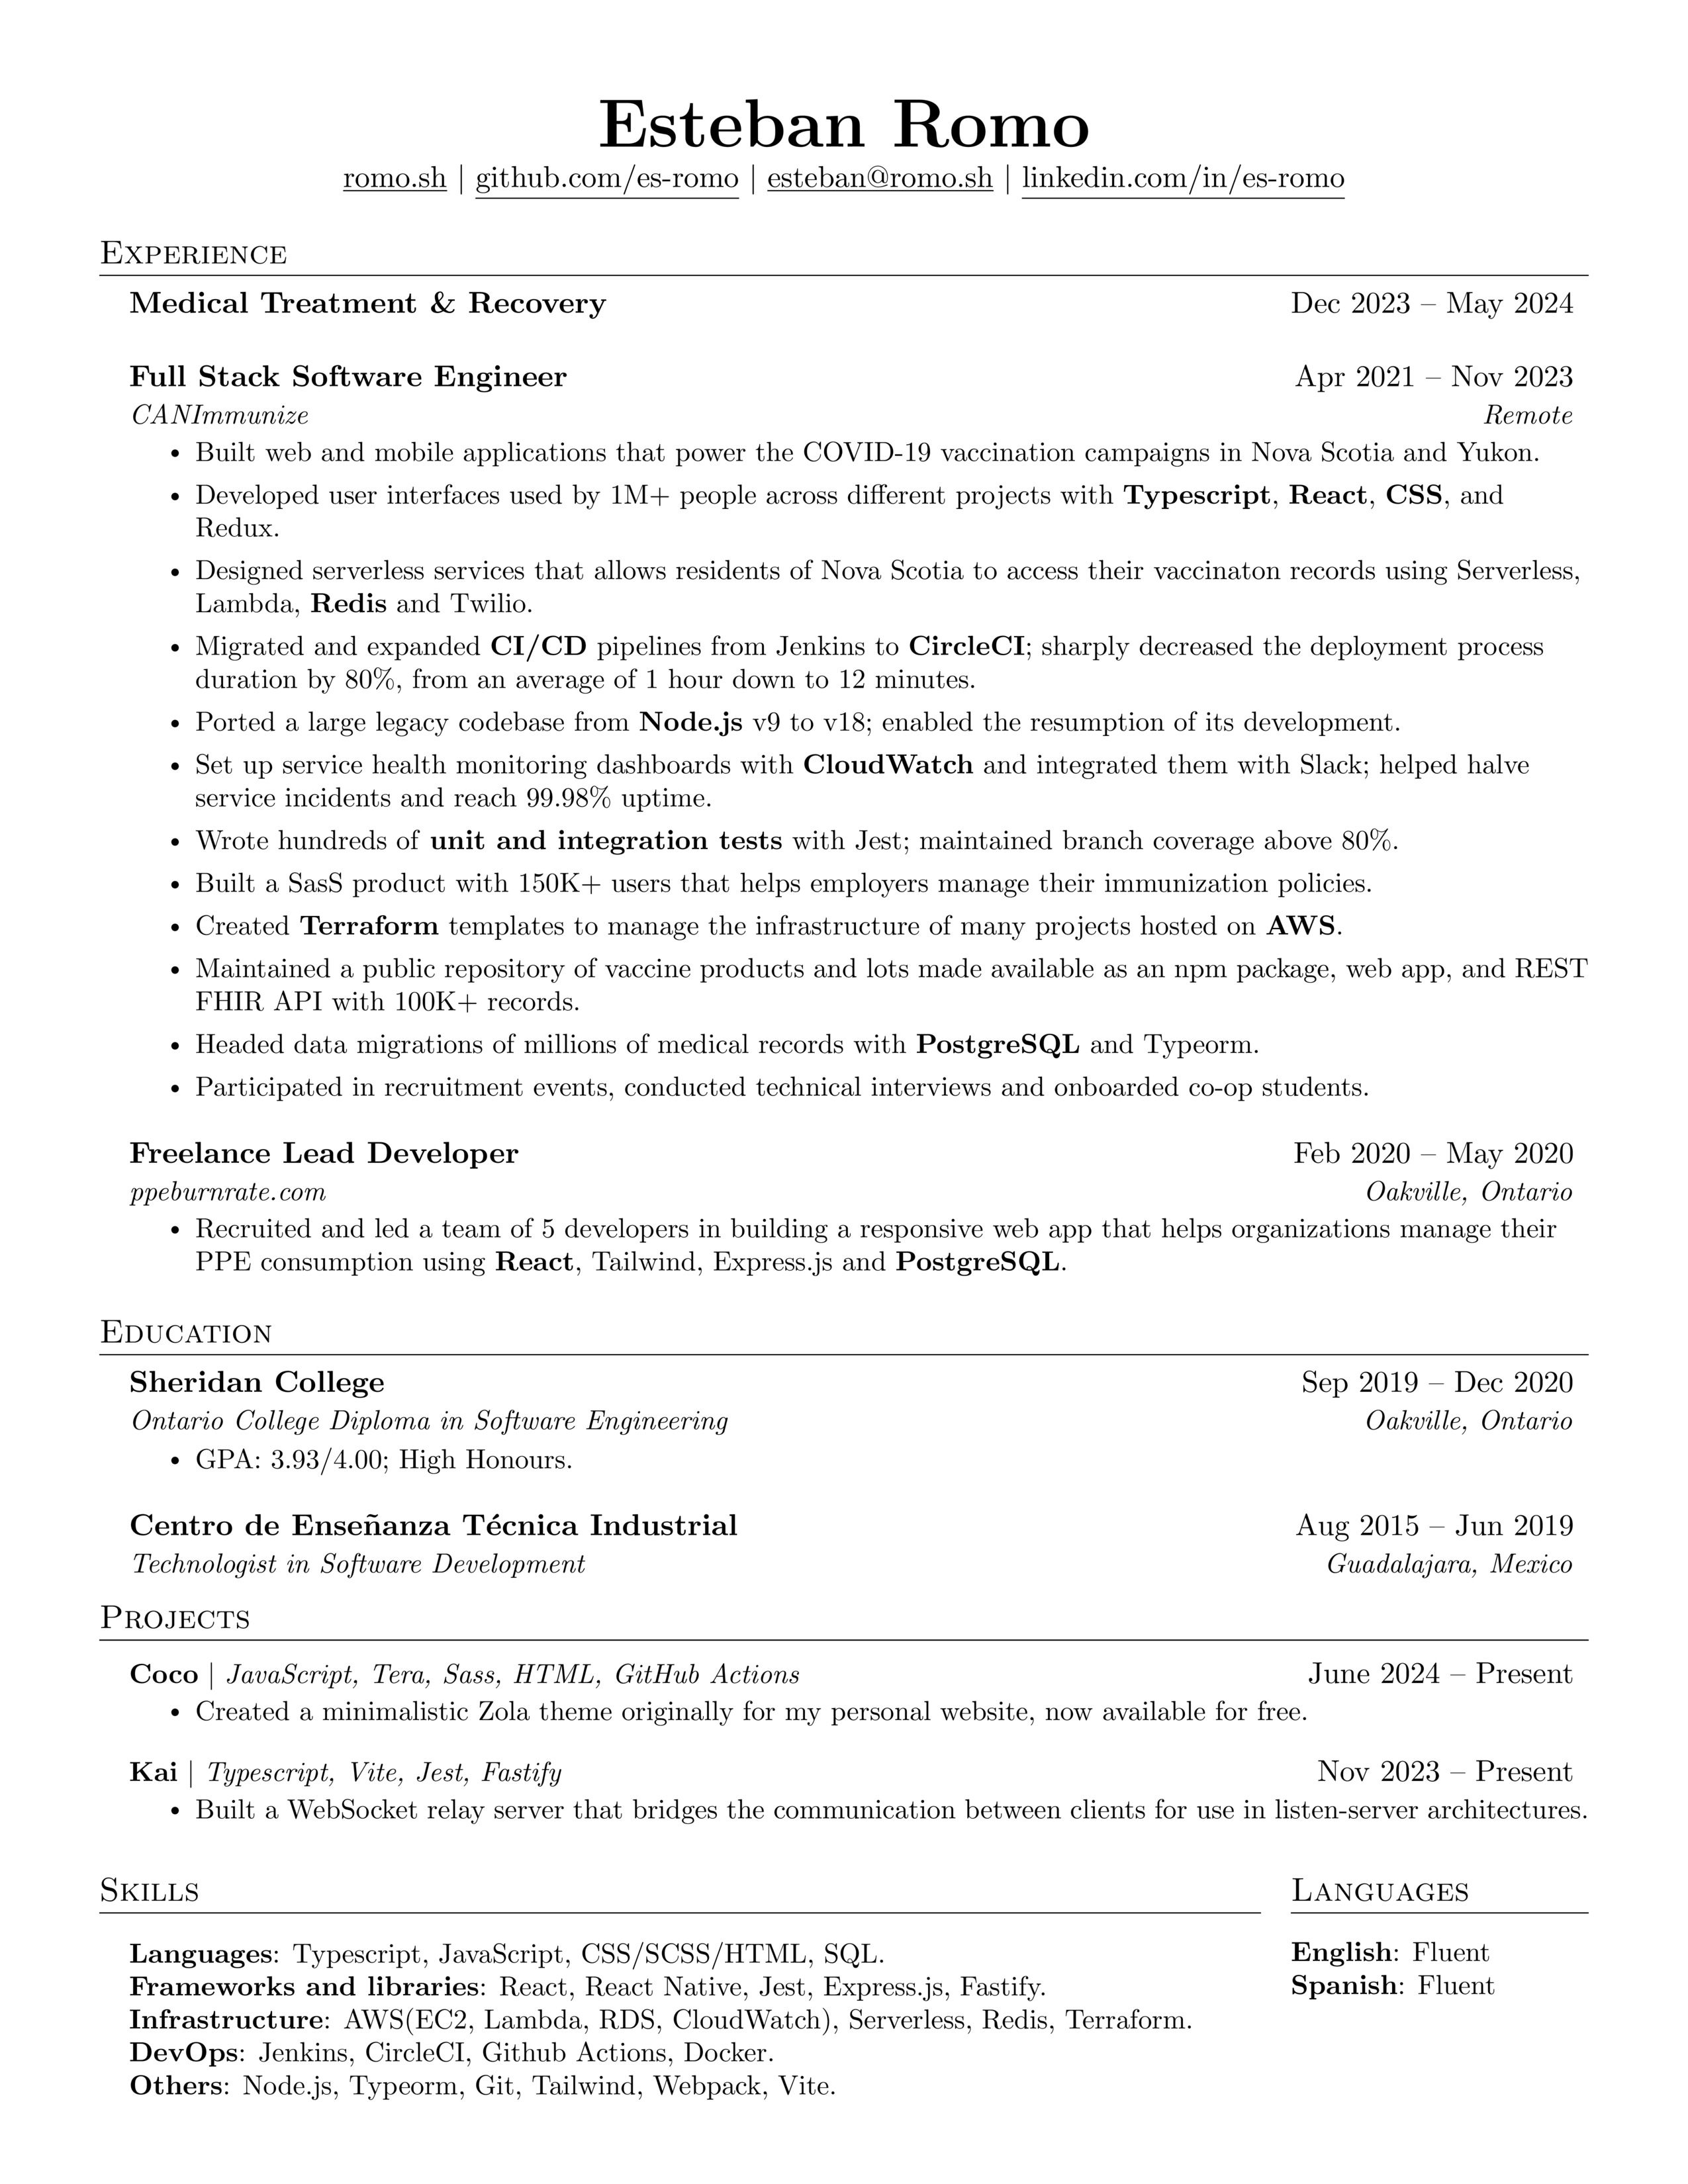 Esteban Romo
romo.sh | github.com/es-romo | esteban@romo.sh | linkedin.com/in/es-romo
Experience
Medical Treatment & Recovery Dec 2023 – May 2024
Full Stack Software Engineer Apr 2021 – Nov 2023
CANImmunize Remote
• Built web and mobile applications that power the COVID-19 vaccination campaigns in Nova Scotia and Yukon.
• Developed user interfaces used by 1M+ people across different projects with Typescript, React, CSS, and
Redux.
• Designed serverless services that allows residents of Nova Scotia to access their vaccinaton records using Serverless,
Lambda, Redis and Twilio.
• Migrated and expanded CI/CD pipelines from Jenkins to CircleCI; sharply decreased the deployment process
duration by 80%, from an average of 1 hour down to 12 minutes.
• Ported a large legacy codebase from Node.js v9 to v18; enabled the resumption of its development.
• Set up service health monitoring dashboards with CloudWatch and integrated them with Slack; helped halve
service incidents and reach 99.98% uptime.
• Wrote hundreds of unit and integration tests with Jest; maintained branch coverage above 80%.
• Built a SasS product with 150K+ users that helps employers manage their immunization policies.
• Created Terraform templates to manage the infrastructure of many projects hosted on AWS.
• Maintained a public repository of vaccine products and lots made available as an npm package, web app, and REST
FHIR API with 100K+ records.
• Headed data migrations of millions of medical records with PostgreSQL and Typeorm.
• Participated in recruitment events, conducted technical interviews and onboarded co-op students.
Freelance Lead Developer Feb 2020 – May 2020
ppeburnrate.com Oakville, Ontario
• Recruited and led a team of 5 developers in building a responsive web app that helps organizations manage their
PPE consumption using React, Tailwind, Express.js and PostgreSQL.
Education
Sheridan College Sep 2019 – Dec 2020
Ontario College Diploma in Software Engineering Oakville, Ontario
• GPA: 3.93/4.00; High Honours.
Centro de Enseñanza Técnica Industrial Aug 2015 – Jun 2019
Technologist in Software Development Guadalajara, Mexico
Projects
Coco | JavaScript, Tera, Sass, HTML, GitHub Actions June 2024 – Present
• Created a minimalistic Zola theme originally for my personal website, now available for free.
Kai | Typescript, Vite, Jest, Fastify Nov 2023 – Present
• Built a WebSocket relay server that bridges the communication between clients for use in listen-server architectures.
Skills
Languages: Typescript, JavaScript, CSS/SCSS/HTML, SQL.
Frameworks and libraries: React, React Native, Jest, Express.js, Fastify.
Infrastructure: AWS(EC2, Lambda, RDS, CloudWatch), Serverless, Redis, Terraform.
DevOps: Jenkins, CircleCI, Github Actions, Docker.
Others: Node.js, Typeorm, Git, Tailwind, Webpack, Vite.
Languages
English: Fluent
Spanish: Fluent